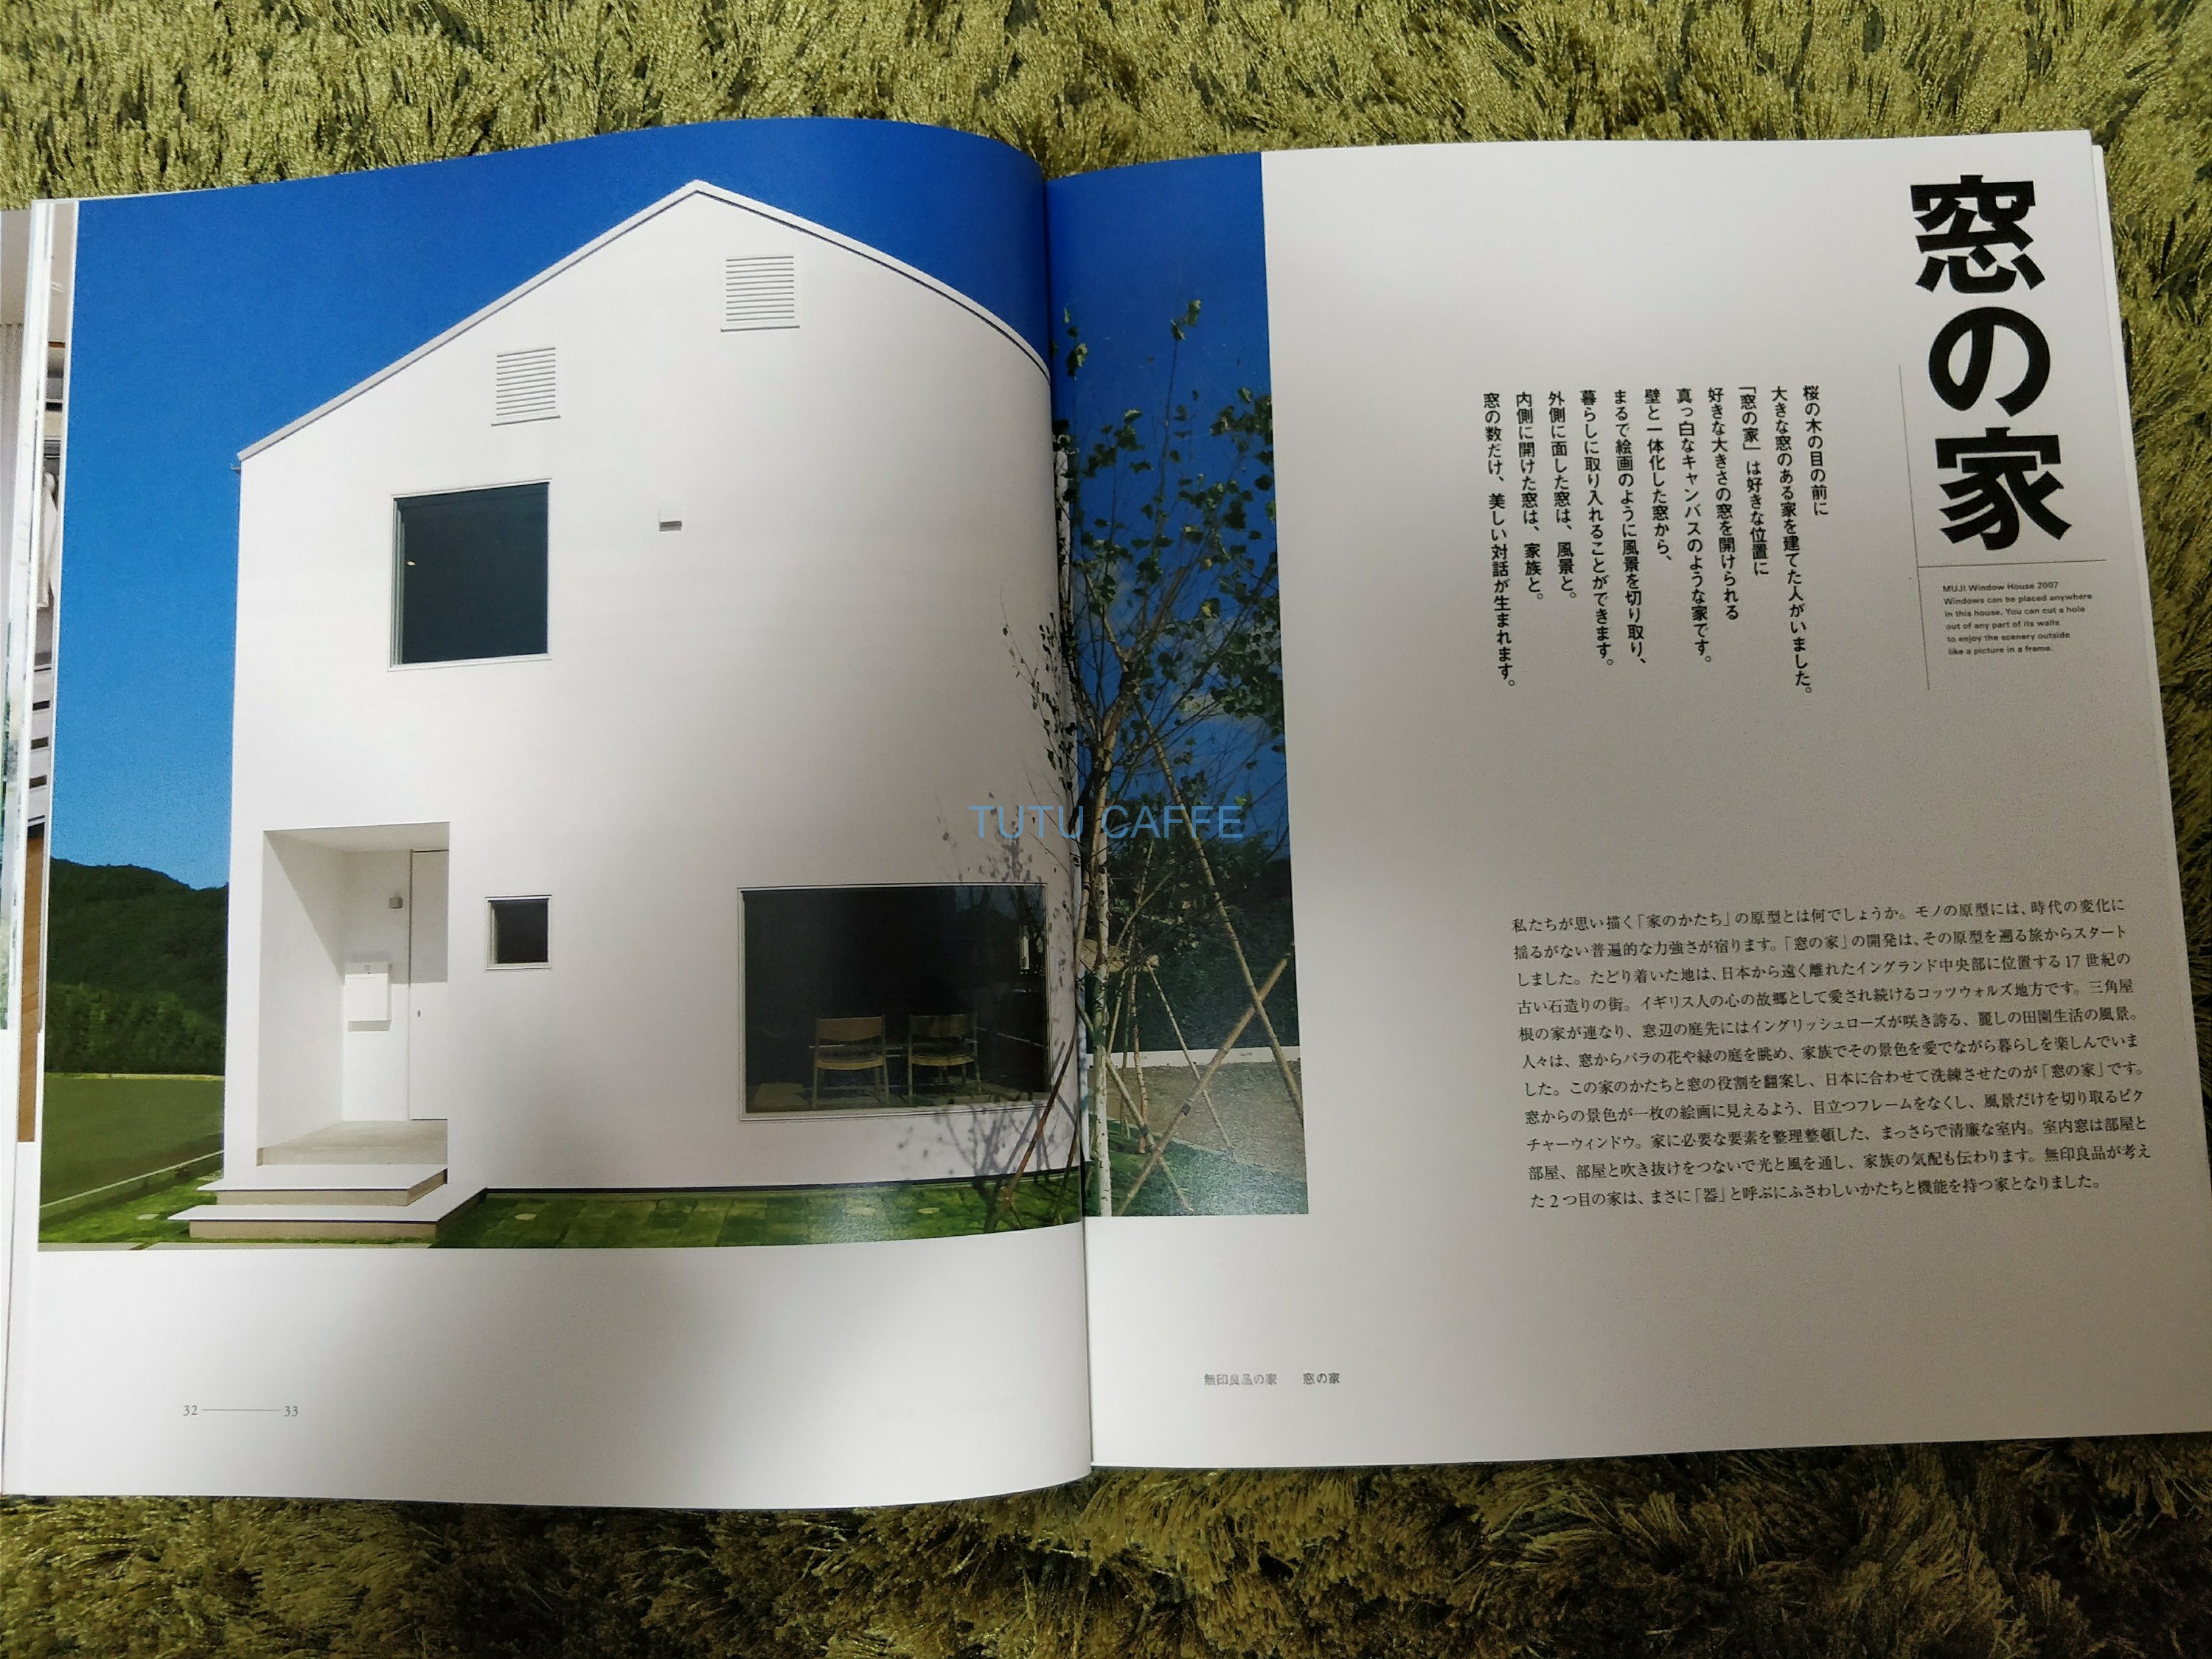 窓の家
MUJI Window House 2007
Windows can be placed anywhere
in this house. You can cut a hole
out of any part of its walls
to enjoy the scenery outside
like a picture in a frame.
桜の木の目の前に
大きな窓のある家を建てた人がいました。
「窓の家」は好きな位置に
好きな大きさの窓を開けられる
真っ白なキャンバスのような家です。
壁と一体化した窓から、
まるで絵画のように風景を切り取り、
暮らしに取り入れることができます。
外側に面した窓は、風景と。
内側に開けた窓は、家族と。
窓の数だけ、美しい対話が生まれます。
私たちが思い描く「家のかたち」の原型とは何でしょうか。モノの原型には、時代の変化に
揺るがない普遍的な力強さが宿ります。「窓の家」の開発は、その原型を遡る旅からスタート
しました。たどり着いた地は、日本から遠く離れたイングランド中央部に位置する17世紀の
古い石造りの街。イギリス人の心の故郷として愛され続けるコッツウォルズ地方です。三角屋
根の家が連なり、窓辺の庭先にはイングリッシュローズが咲き誇る、麗しの田園生活の風景。
人々は、窓からバラの花や緑の庭を眺め、家族でその景色を愛でながら暮らしを楽しんでいま
した。この家のかたちと窓の役割を翻案し、日本に合わせて洗練させたのが「窓の家」です。
窓からの景色が一枚の絵画に見えるよう、目立つフレームをなくし、風景だけを切り取るピク
チャーウィンドウ。家に必要な要素を整理整頓した、まっさらで清廉な室内。室内窓は部屋と
部屋、部屋と吹き抜けをつないで光と風を通し、家族の気配も伝わります。無印良品が考え
た2つ目の家は、まさに「器」と呼ぶにふさわしいかたちと機能を持つ家となりました。
TUTU CAFFE
32 33
無印良品の家 窓の家